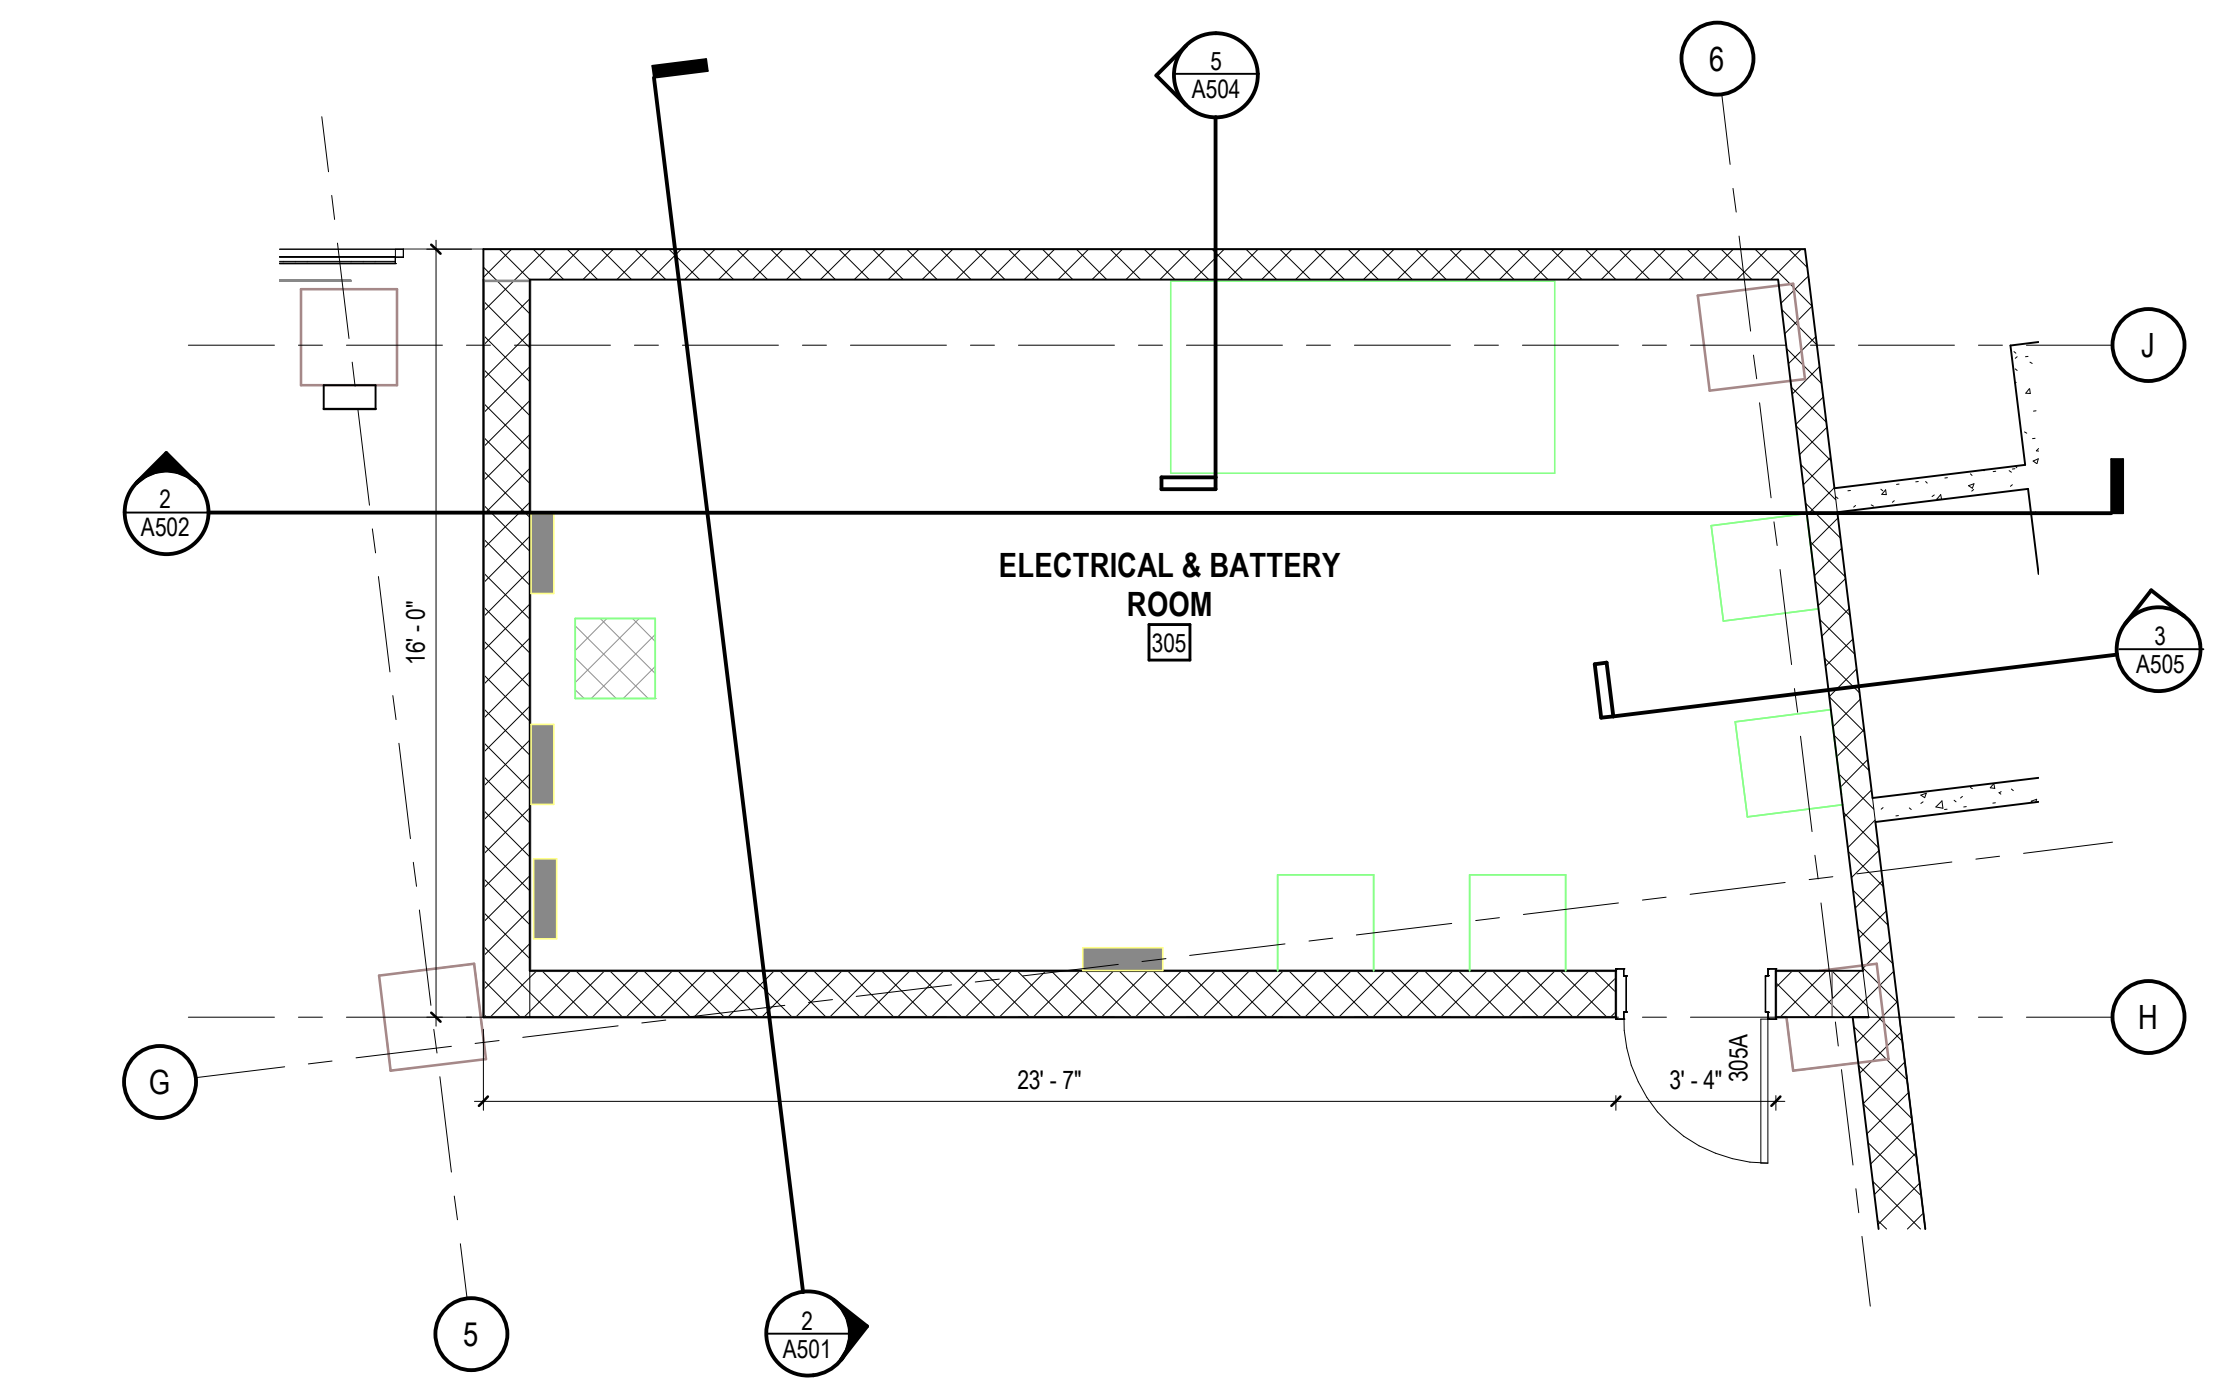 5
A504
6
J
2
A502
ELECTRICAL & BATTERY
ROOM
305
16' - 0"
3
A505
H
305A
G
23' - 7"
3' - 4"
5
2
A501